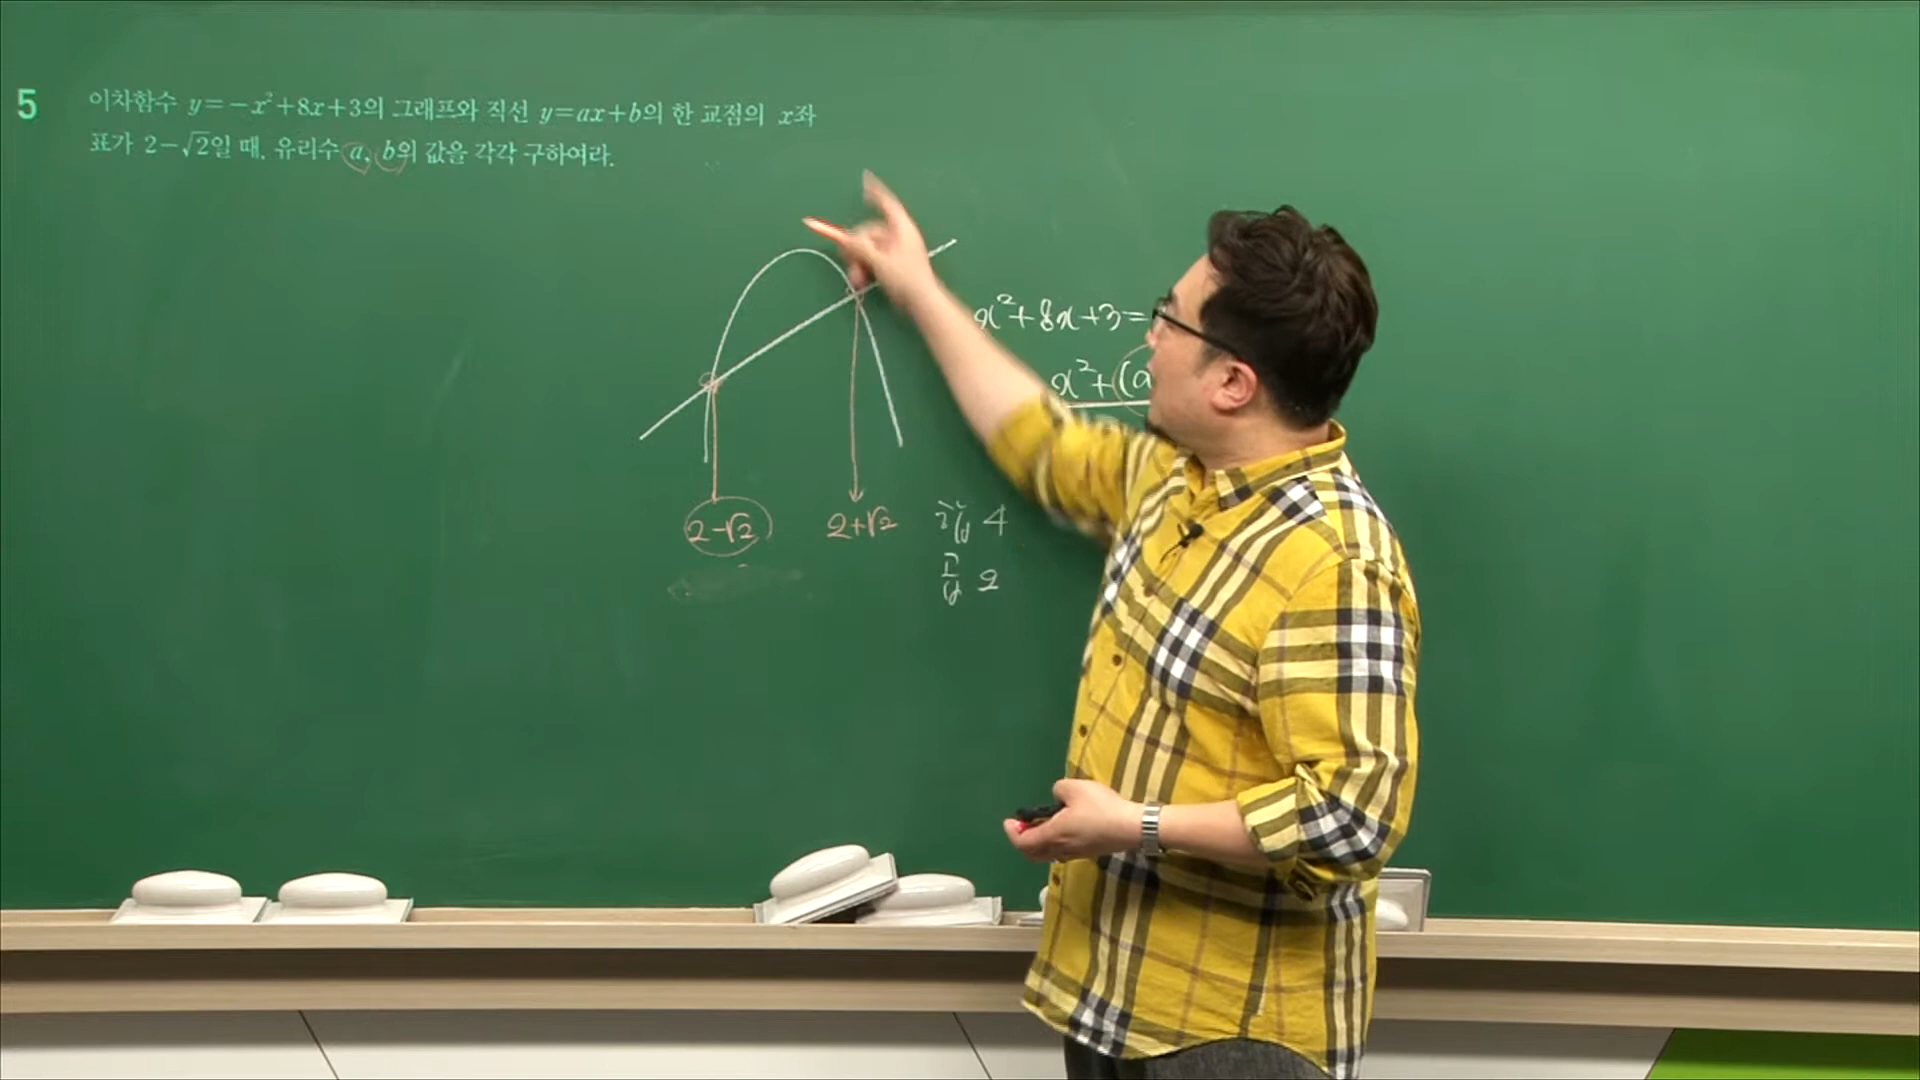 5
이차함수 y=-x²+8x+3의 그래프와 직선 y=ax+b의 한 교점의 x좌
표가 2-√2일 때, 유리수 a, b의 값을 각각 구하여라.
x²+8x+3=
x²+(a
2-√2 2+√2 합 4
곱 2